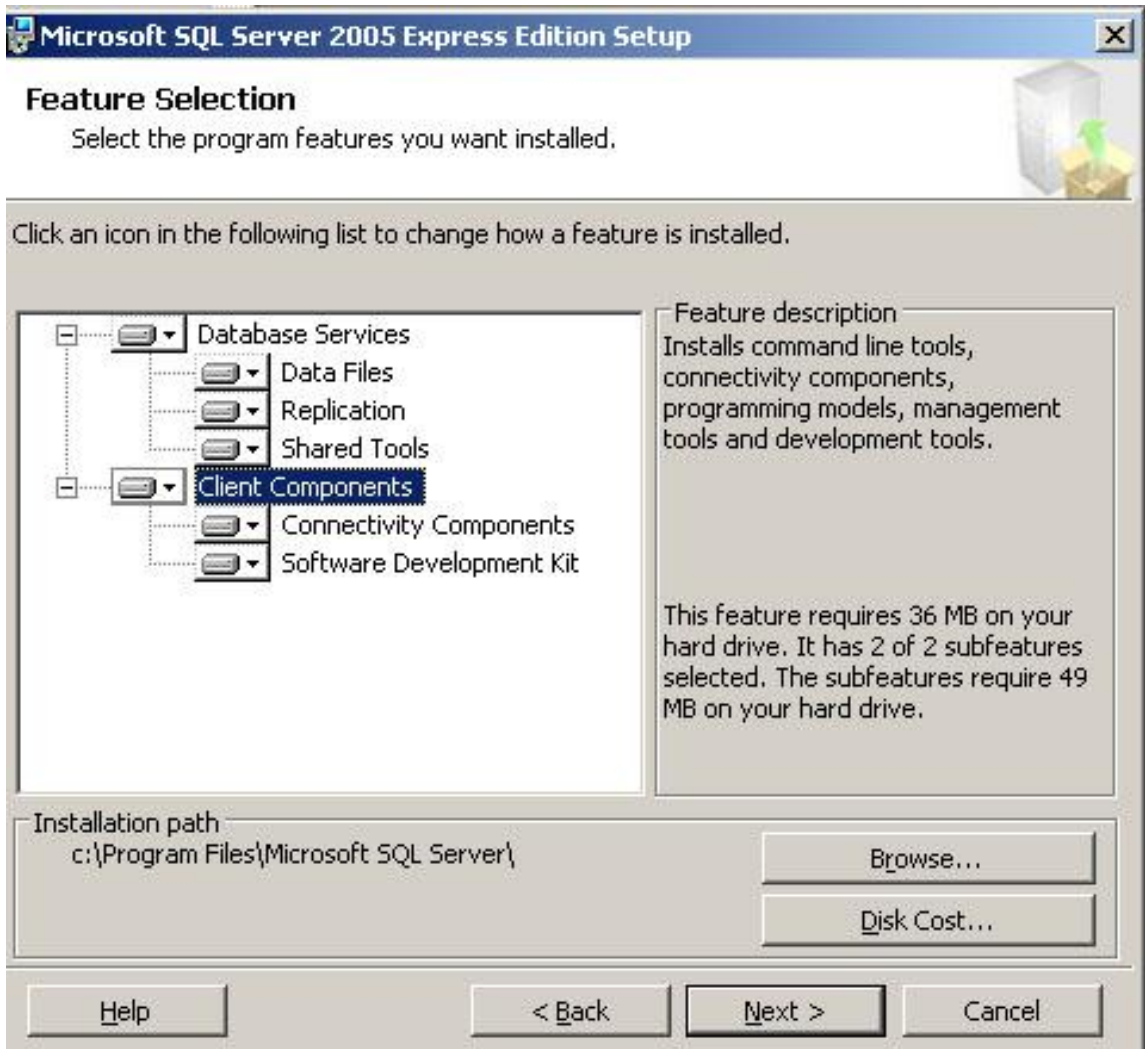 Microsoft SQL Server 2005 Express Edition Setup
Feature Selection
Select the program features you want installed.
Click an icon in the following list to change how a feature is installed.
Database Services
Data Files
Replication
Shared Tools
Client Components
Connectivity Components
Software Development Kit
Feature description
Installs command line tools,
connectivity components,
programming models, management
tools and development tools.
This feature requires 36 MB on your
hard drive. It has 2 of 2 subfeatures
selected. The subfeatures require 49
MB on your hard drive.
Installation path
c:\Program Files\Microsoft SQL Server\
Browse...
Disk Cost...
Help
< Back
Next >
Cancel